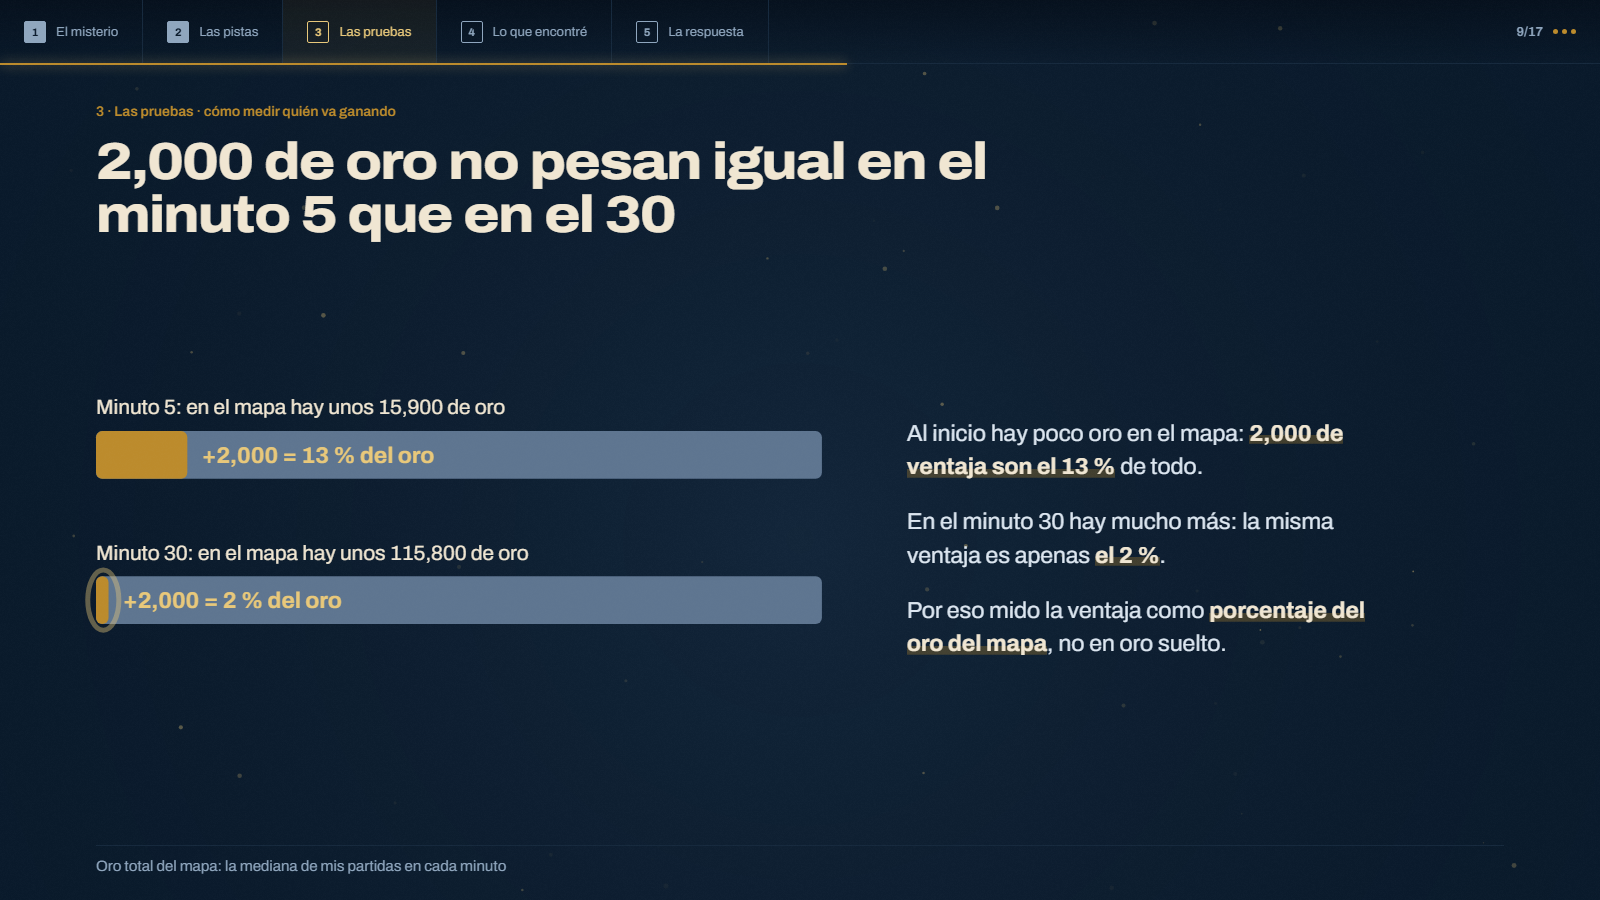 1 El misterio
2 Las pistas
3 Las pruebas
4 Lo que encontré
5 La respuesta
9/17
3 · Las pruebas · cómo medir quién va ganando
2,000 de oro no pesan igual en el
minuto 5 que en el 30
Minuto 5: en el mapa hay unos 15,900 de oro
+2,000 = 13 % del oro
Minuto 30: en el mapa hay unos 115,800 de oro
+2,000 = 2 % del oro
Al inicio hay poco oro en el mapa: 2,000 de
ventaja son el 13 % de todo.
En el minuto 30 hay mucho más: la misma
ventaja es apenas el 2 %.
Por eso mido la ventaja como porcentaje del
oro del mapa, no en oro suelto.
Oro total del mapa: la mediana de mis partidas en cada minuto